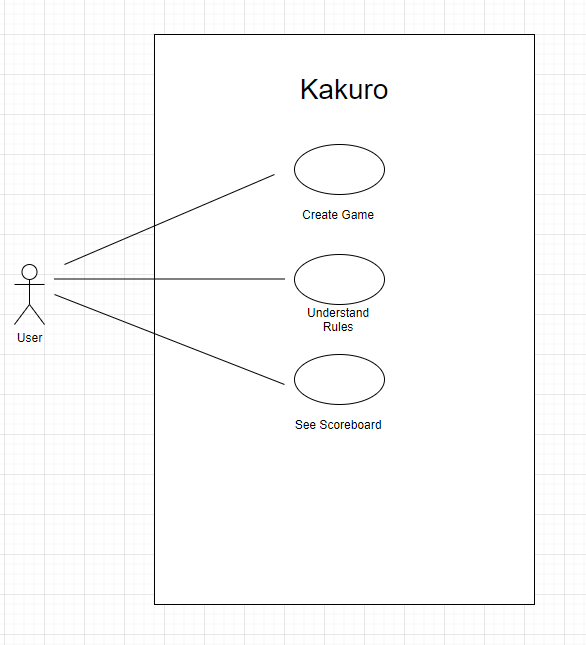 Kakuro
Create Game
User
Understand
Rules
See Scoreboard